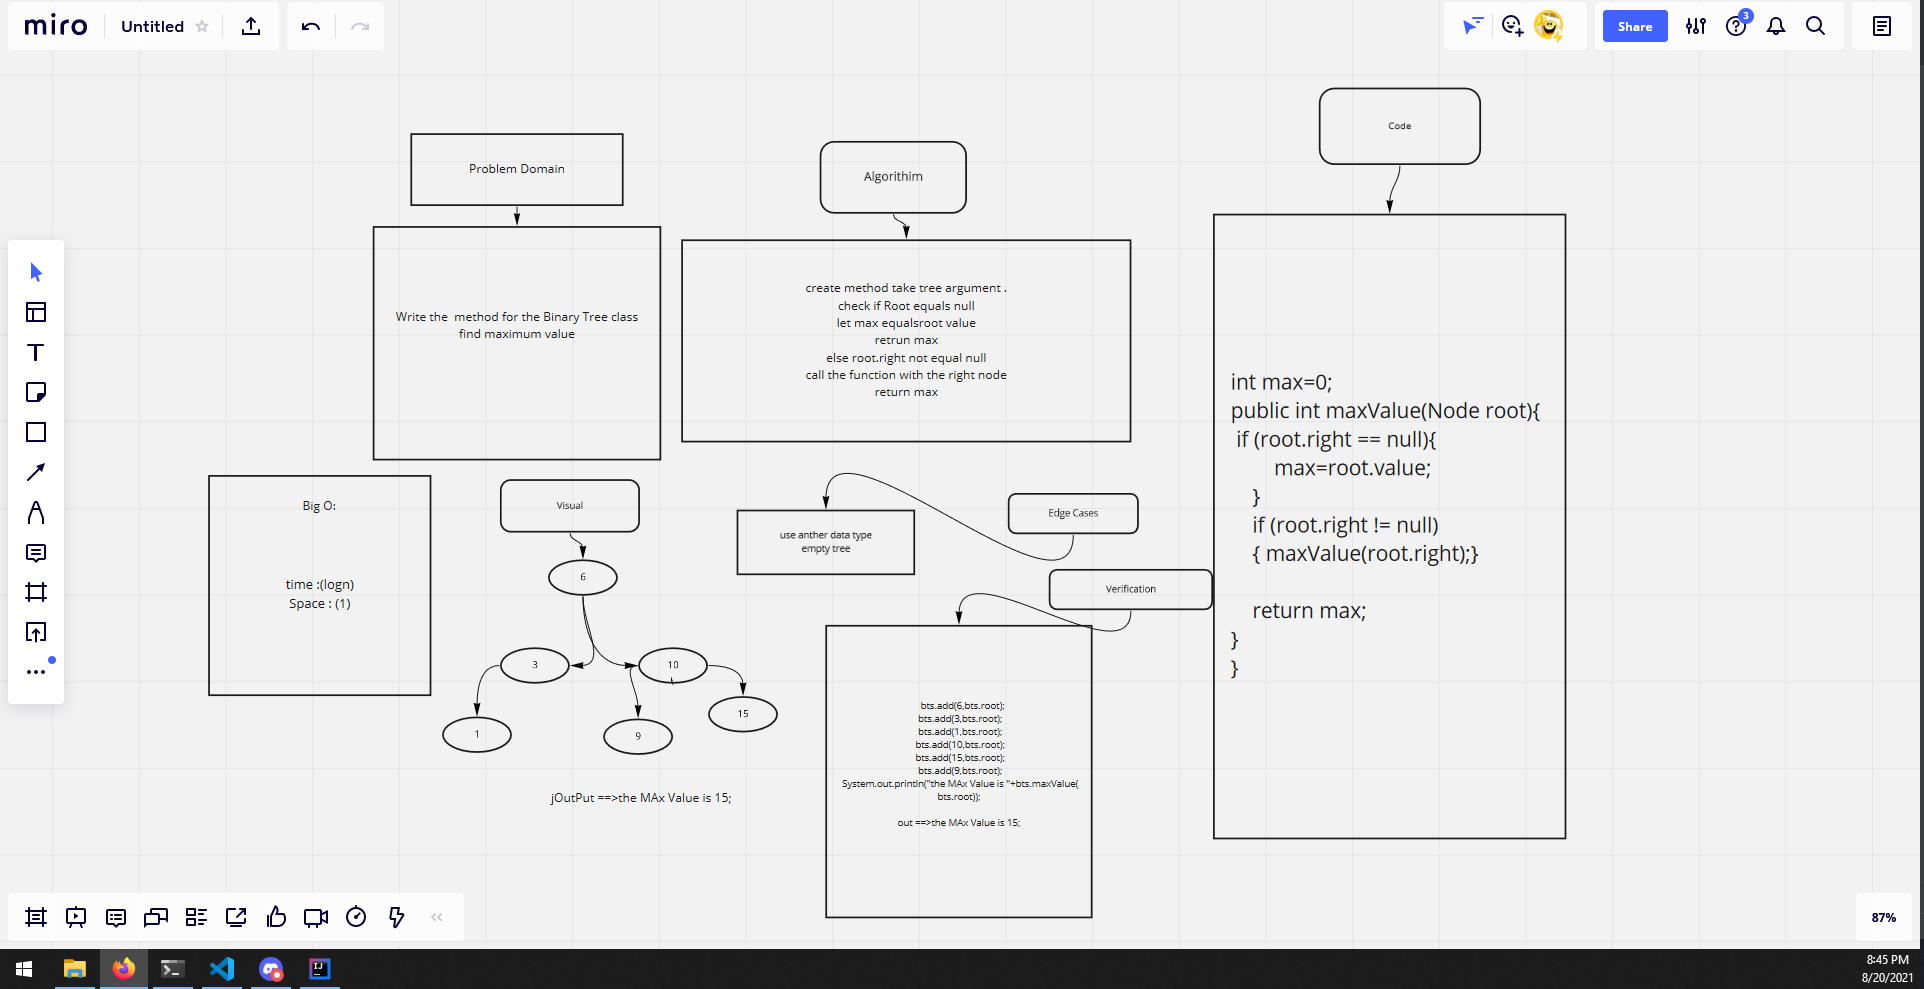 miro
Untitled
Share
3
Problem Domain
Write the  method for the Binary Tree class
find maximum value
Algorithim
create method take tree argument .
check if Root equals null
let max equalsroot value
retrun max
else root.right not equal null
call the function with the right node
return max
Code
int max=0;
public int maxValue(Node root){
if (root.right == null){
max=root.value;
}
if (root.right != null)
{ maxValue(root.right);}
return max;
}
}
Big O:
time :(logn)
Space : (1)
Visual
6
3
10
15
1
9
jOutPut ==>the MAx Value is 15;
Edge Cases
use anther data type
empty tree
Verification
bts.add(6,bts.root);
bts.add(3,bts.root);
bts.add(1,bts.root);
bts.add(10,bts.root);
bts.add(15,bts.root);
bts.add(9,bts.root);
System.out.println("the MAx Value is "+bts.maxValue(
bts.root));
out ==>the MAx Value is 15;
87%
8:45 PM
8/20/2021